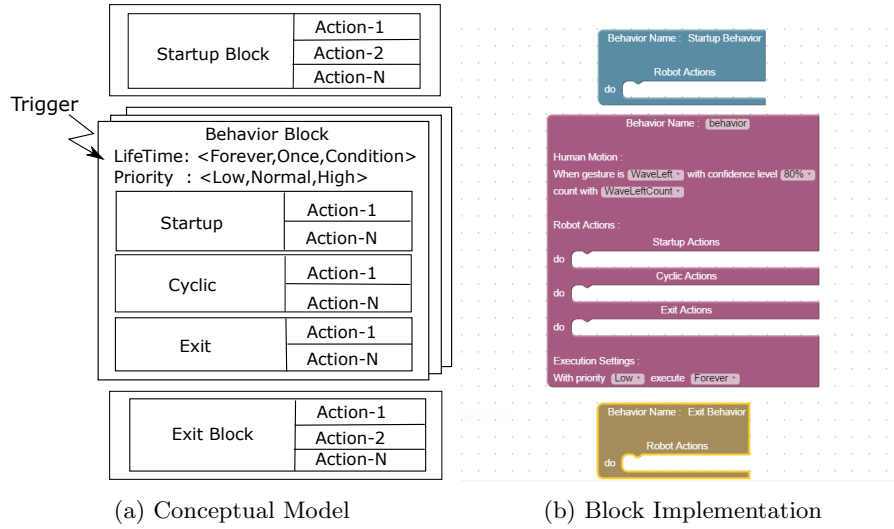 Startup Block
Action-1
Action-2
Action-N
Trigger
Behavior Block
LifeTime: <Forever,Once,Condition>
Priority : <Low,Normal,High>
Startup
Action-1
Action-N
Cyclic
Action-1
Action-N
Exit
Action-1
Action-N
Exit Block
Action-1
Action-2
Action-N
(a) Conceptual Model
Behavior Name : Startup Behavior
Robot Actions
do
Behavior Name : behavior
Human Motion :
When gesture is WaveLeft with confidence level 80%
count with WaveLeftCount
Robot Actions :
Startup Actions
do
Cyclic Actions
do
Exit Actions
do
Execution Settings :
With priority Low execute Forever
Behavior Name : Exit Behavior
Robot Actions
do
(b) Block Implementation